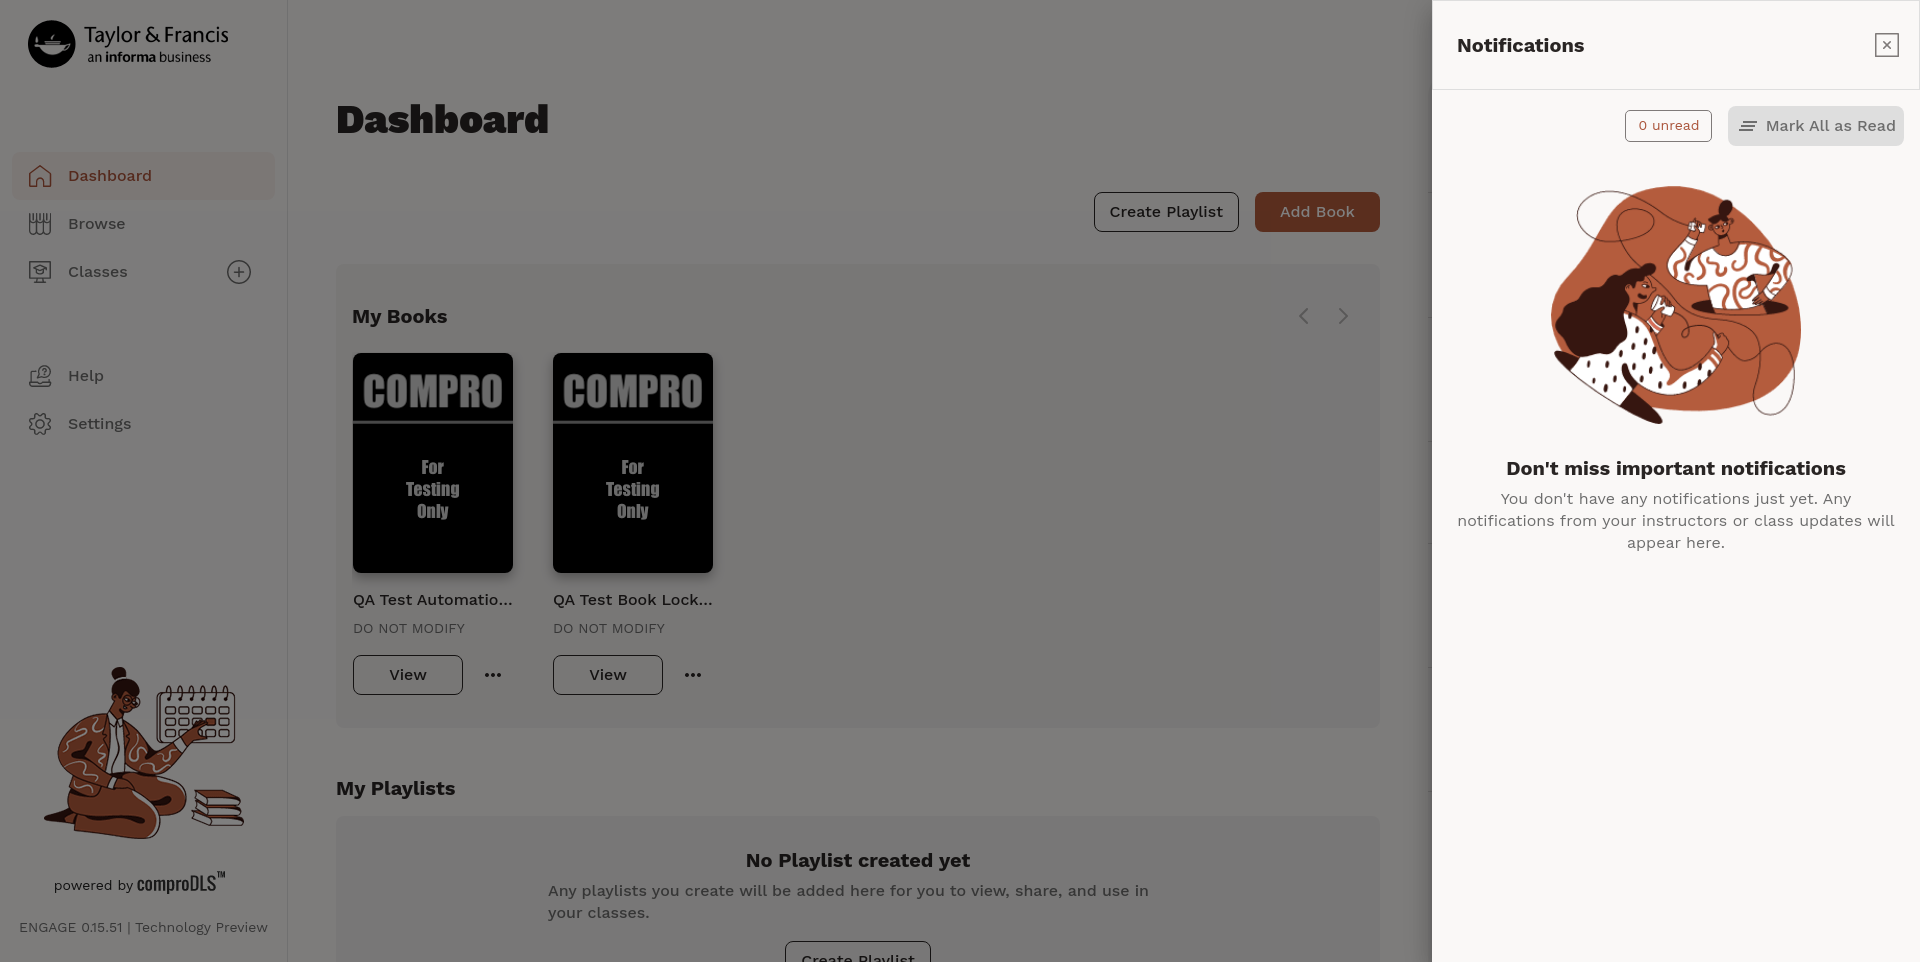 Taylor & Francis
an informa business
Dashboard
Browse
Classes
Help
Settings
powered by comproDLS™
ENGAGE 0.15.51 | Technology Preview
Dashboard
Create Playlist
Add Book
My Books
COMPRO
For
Testing
Only
QA Test Automatio...
DO NOT MODIFY
View
COMPRO
For
Testing
Only
QA Test Book Lock...
DO NOT MODIFY
View
My Playlists
No Playlist created yet
Any playlists you create will be added here for you to view, share, and use in
your classes.
Create Playlist
Notifications
0 unread
Mark All as Read
Don't miss important notifications
You don't have any notifications just yet. Any
notifications from your instructors or class updates will
appear here.